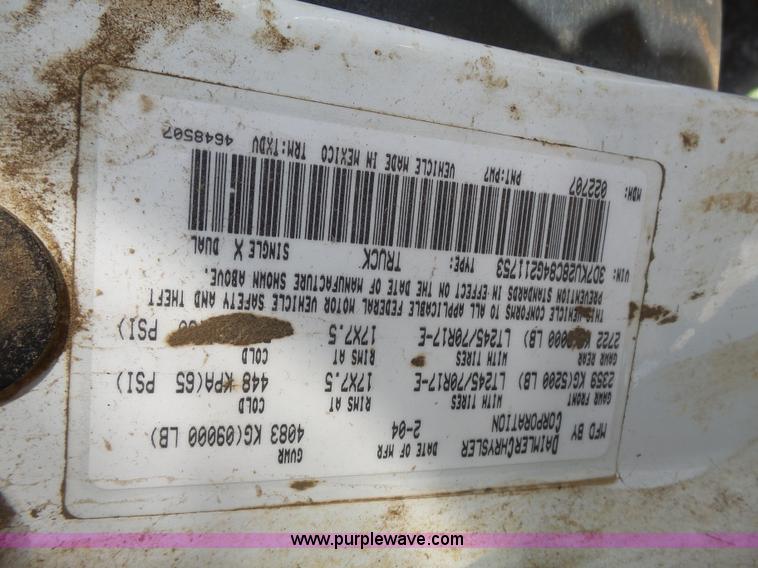 MFD BY DAIMLERCHRYSLER CORPORATION
DATE OF MFR 2-04
GVWR 4083 KG(09000 LB)
GAWR FRONT WITH TIRES RIMS AT COLD
2359 KG(5200 LB) LT245/70R17-E 17X7.5 448 KPA(65 PSI)
GAWR REAR WITH TIRES RIMS AT COLD
2722 LB) LT245/70R17-E 17X7.5 PSI)
THIS VEHICLE CONFORMS TO ALL APPLICABLE FEDERAL MOTOR VEHICLE SAFETY AND THEFT
PREVENTION STANDARDS IN EFFECT ON THE DATE OF MANUFACTURE SHOWN ABOVE.
VIN: 3D7KU28C84G211753 TYPE: TRUCK SINGLE X DUAL
MDH: 022707 PNT:PW7 VEHICLE MADE IN MEXICO TRM:TXDV 4648507
www.purplewave.com